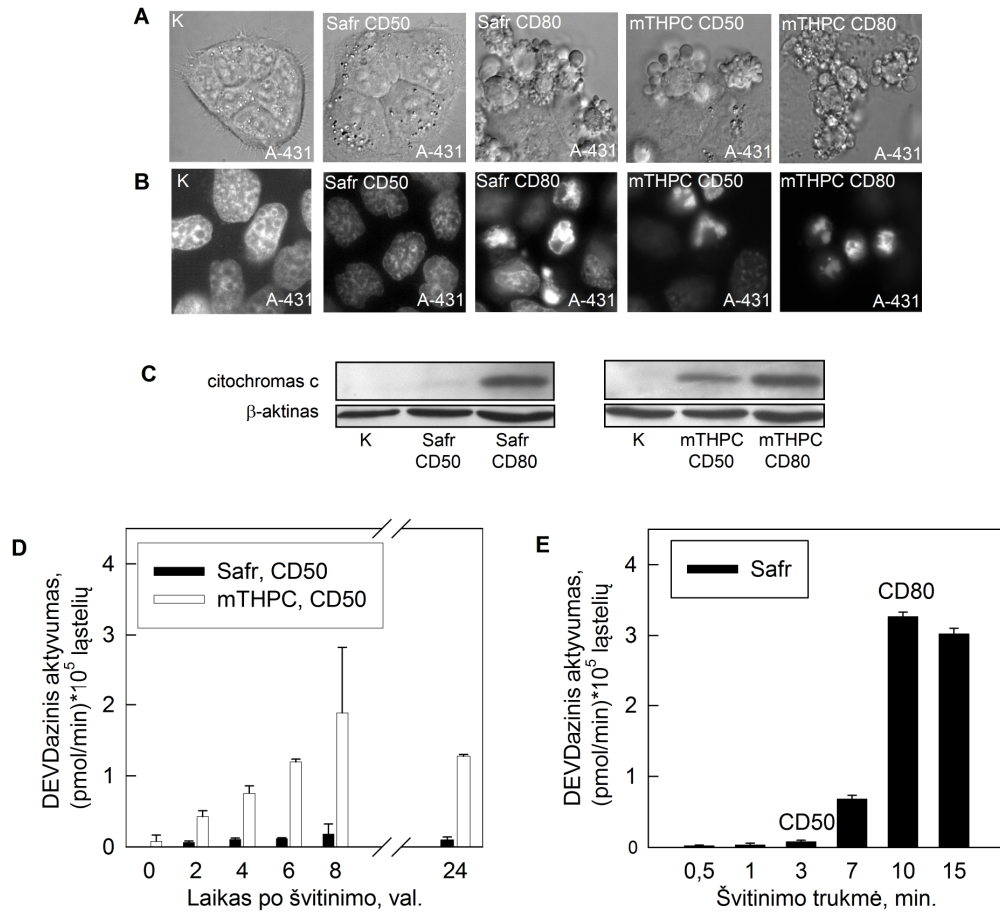 A
K
Safr CD50
Safr CD80
mTHPC CD50
mTHPC CD80
A-431
A-431
A-431
A-431
A-431
B
K
Safr CD50
Safr CD80
mTHPC CD50
mTHPC CD80
A-431
A-431
A-431
A-431
A-431
C
citochromas c
β-aktinas
K
Safr CD50
Safr CD80
K
mTHPC CD50
mTHPC CD80
D
DEVDazinis aktyvumas,
(pmol/min)*10⁵ ląstelių
4
3
2
1
0
Safr, CD50
mTHPC, CD50
0 2 4 6 8 24
Laikas po švitinimo, val.
E
DEVDazinis aktyvumas,
(pmol/min)*10⁵ ląstelių
4
3
2
1
0
Safr
CD50
CD80
0,5 1 3 7 10 15
Švitinimo trukmė, min.